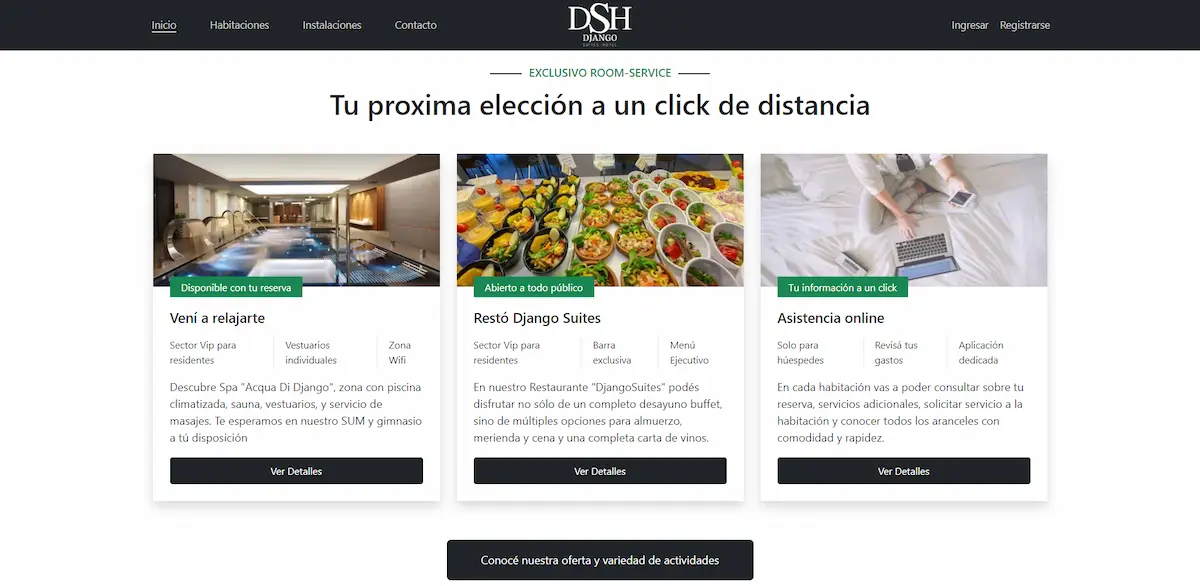 Inicio Habitaciones Instalaciones Contacto
DSH
DJANGO
SUITES HOTEL
Ingresar Registrarse
EXCLUSIVO ROOM-SERVICE
Tu proxima elección a un click de distancia
Disponible con tu reserva
Vení a relajarte
Sector Vip para
residentes
Vestuarios
individuales
Zona
Wifi
Descubre Spa "Acqua Di Django", zona con piscina
climatizada, sauna, vestuarios, y servicio de
masajes. Te esperamos en nuestro SUM y gimnasio
a tú disposición
Ver Detalles
Abierto a todo público
Restó Django Suites
Sector Vip para
residentes
Barra
exclusiva
Menú
Ejecutivo
En nuestro Restaurante "DjangoSuites" podés
disfrutar no sólo de un completo desayuno buffet,
sino de múltiples opciones para almuerzo,
merienda y cena y una completa carta de vinos.
Ver Detalles
Tu información a un click
Asistencia online
Solo para
húespedes
Revisá tus
gastos
Aplicación
dedicada
En cada habitación vas a poder consultar sobre tu
reserva, servicios adicionales, solicitar servicio a la
habitación y conocer todos los aranceles con
comodidad y rapidez.
Ver Detalles
Conocé nuestra oferta y variedad de actividades